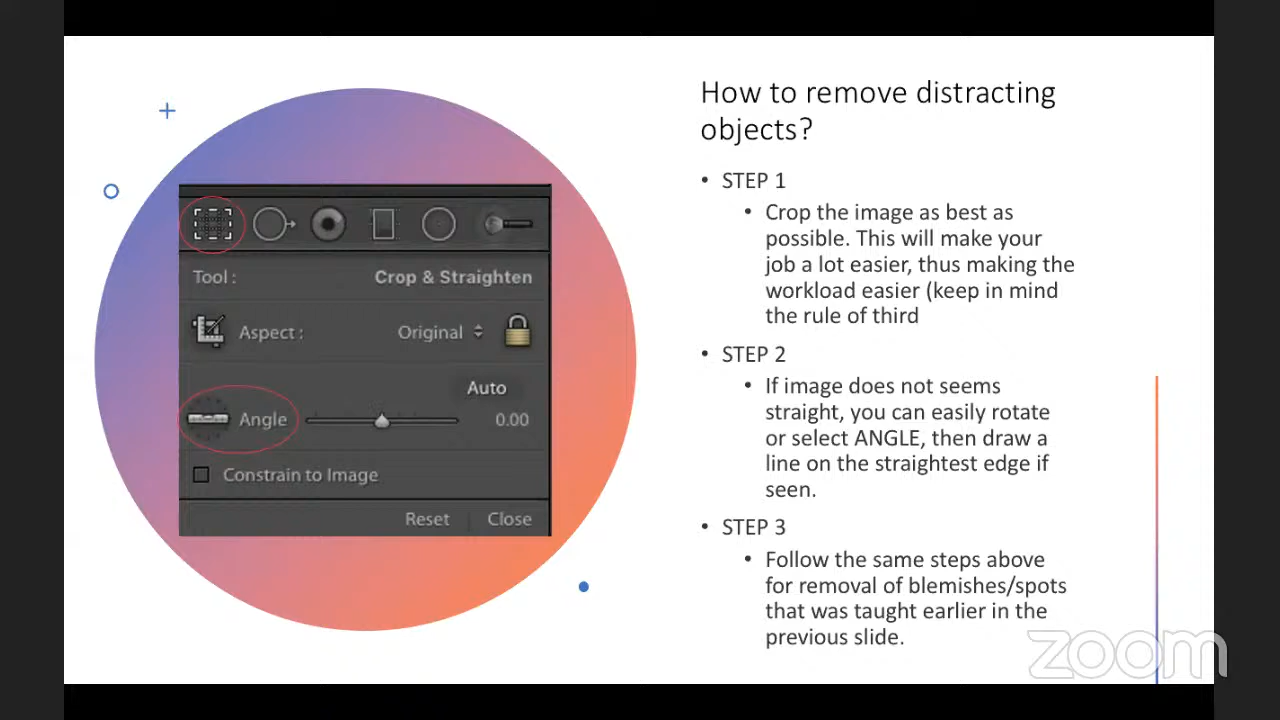 How to remove distracting
objects?
• STEP 1
• Crop the image as best as
possible. This will make your
job a lot easier, thus making the
workload easier (keep in mind
the rule of third
• STEP 2
• If image does not seems
straight, you can easily rotate
or select ANGLE, then draw a
line on the straightest edge if
seen.
• STEP 3
• Follow the same steps above
for removal of blemishes/spots
that was taught earlier in the
previous slide.
Tool : Crop & Straighten
Aspect : Original
Auto
Angle 0.00
Constrain to Image
Reset Close
zoom